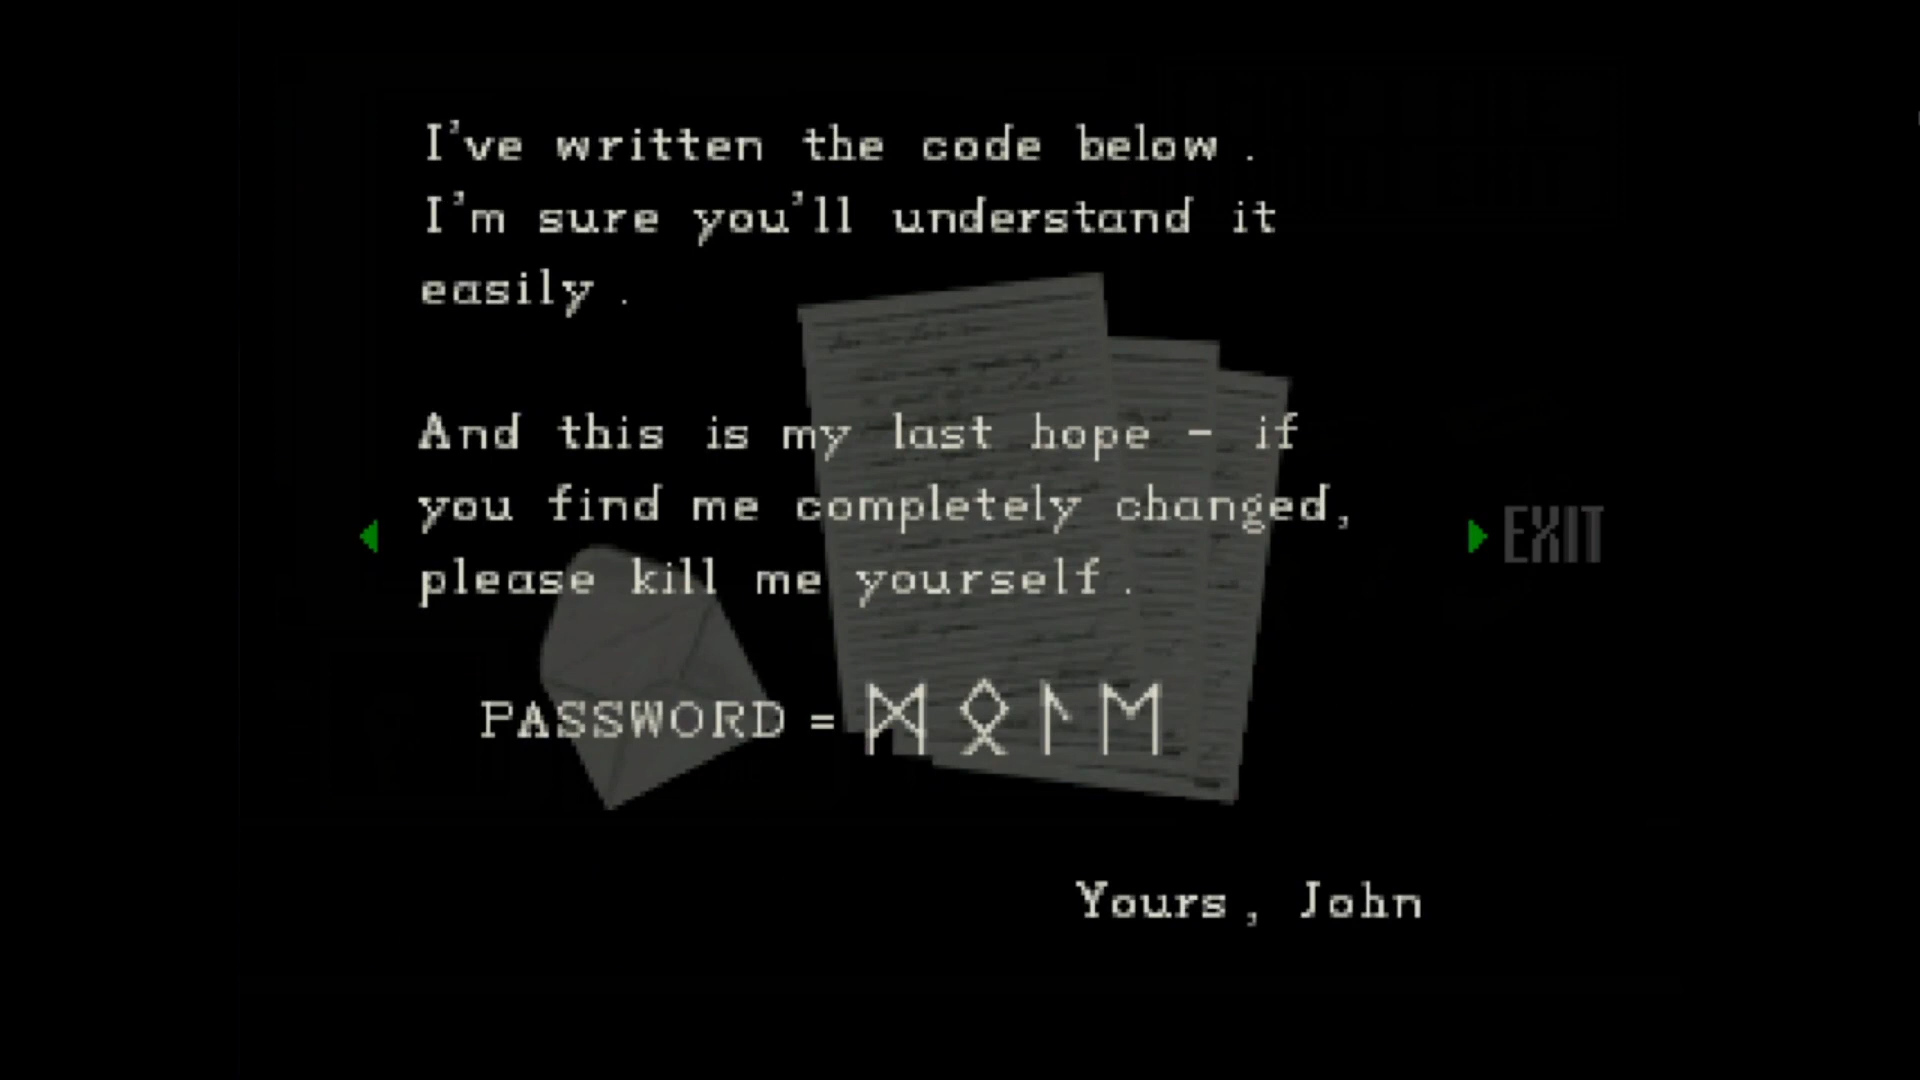 I've written the code below.
I'm sure you'll understand it
easily.
And this is my last hope - if
you find me completely changed,
please kill me yourself.
EXIT
PASSWORD = ᛞᛟᛚᛖ
Yours, John